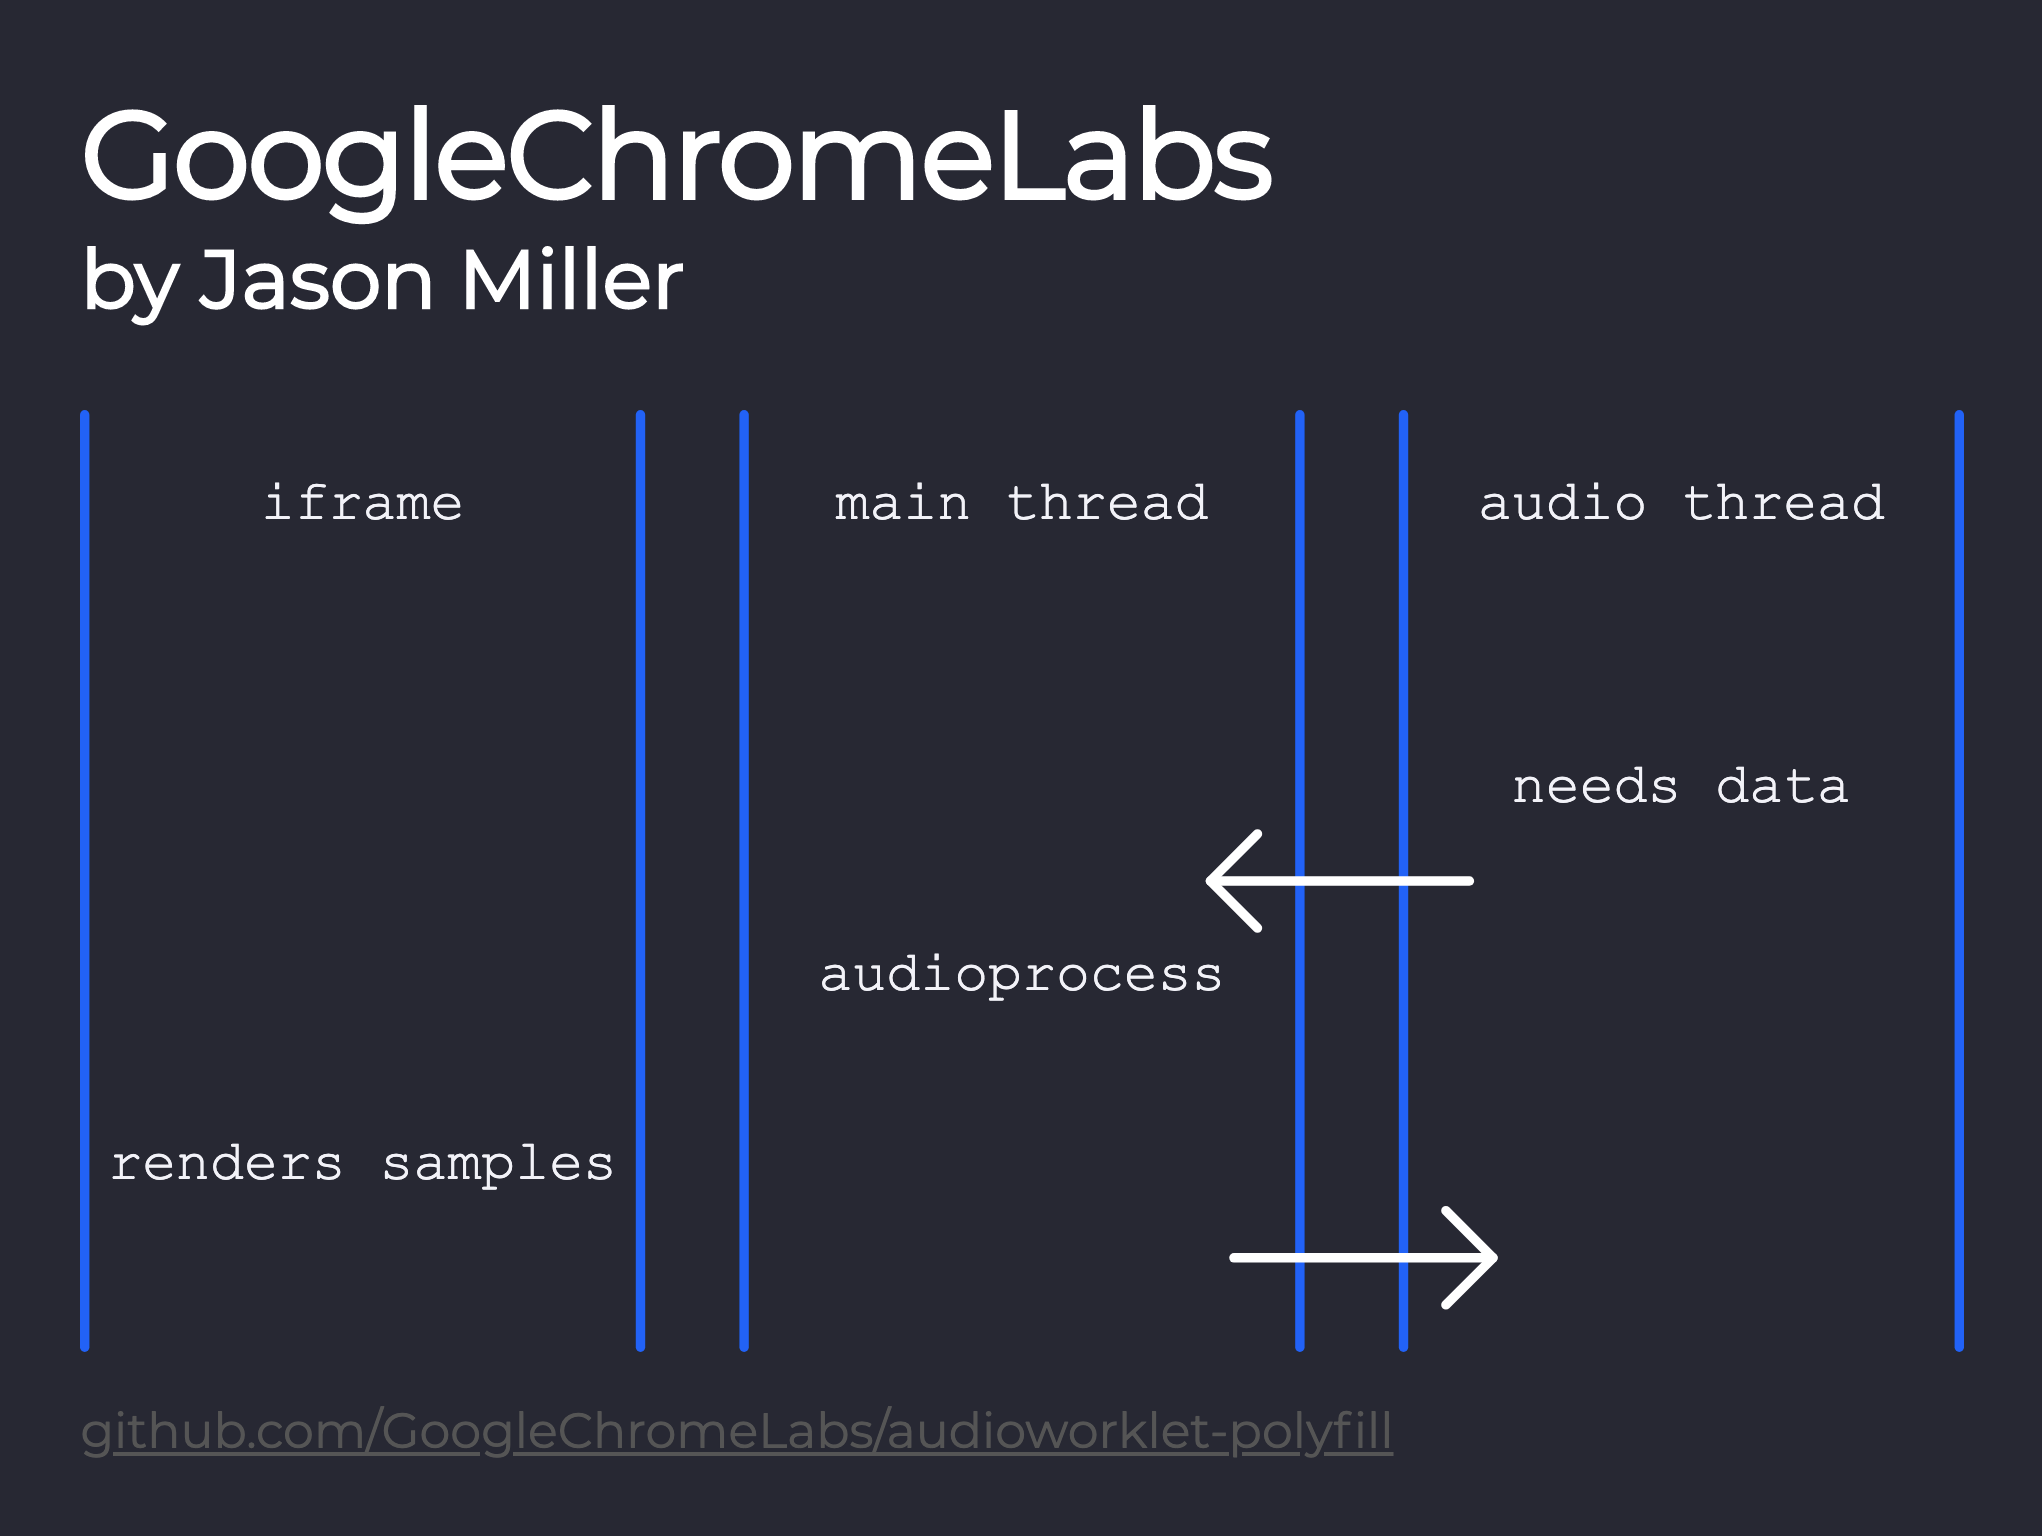 GoogleChromeLabs
by Jason Miller
iframe
main thread
audio thread
needs data
audioprocess
renders samples
github.com/GoogleChromeLabs/audioworklet-polyfill